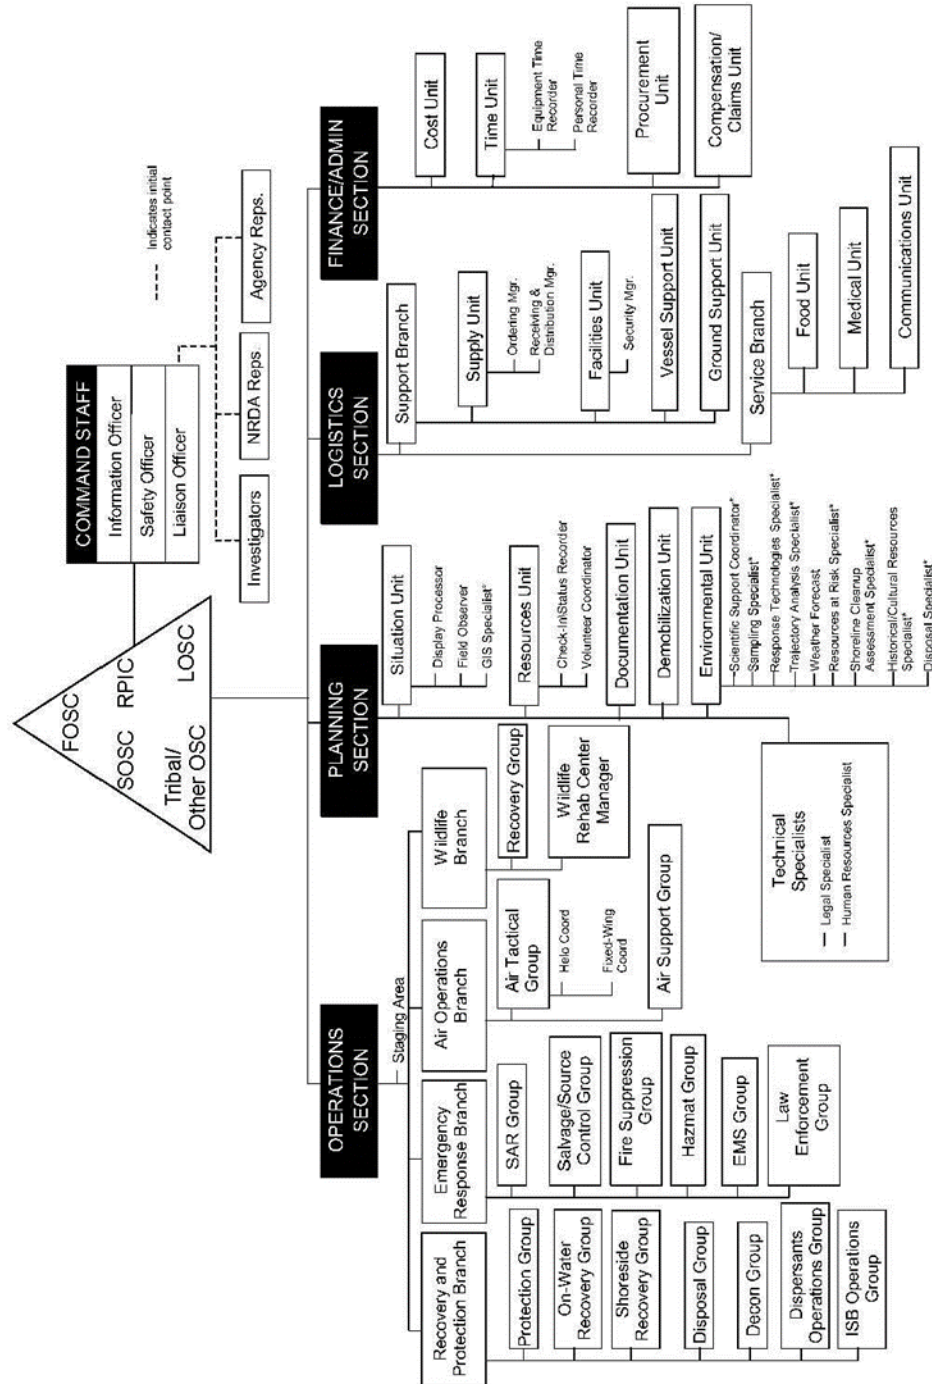 FOSC
SOSC RPIC
Tribal/
Other OSC
LOSC
COMMAND STAFF
Information Officer
Safety Officer
Liaison Officer
Indicates initial
contact point
Investigators
NRDA Reps.
Agency Reps.
OPERATIONS
SECTION
Staging Area
Recovery and
Protection Branch
Protection Group
On-Water
Recovery Group
Shoreside
Recovery Group
Disposal Group
Decon Group
Dispersants
Operations Group
ISB Operations
Group
Emergency
Response Branch
SAR Group
Salvage/Source
Control Group
Fire Suppression
Group
Hazmat Group
EMS Group
Law
Enforcement
Group
Air Operations
Branch
Air Tactical
Group
Helo Coord
Fixed-Wing
Coord
Air Support Group
Wildlife
Branch
Recovery Group
Wildlife
Rehab Center
Manager
PLANNING
SECTION
Situation Unit
Display Processor
Field Observer
GIS Specialist*
Resources Unit
Check-In\Status Recorder
Volunteer Coordinator
Documentation Unit
Demobilization Unit
Environmental Unit
Scientific Support Coordinator*
Sampling Specialist*
Response Technologies Specialist*
Trajectory Analysis Specialist*
Weather Forecast
Resources at Risk Specialist*
Shoreline Cleanup
Assessment Specialist*
Historical/Cultural Resources
Specialist*
Disposal Specialist*
Technical
Specialists
Legal Specialist
Human Resources Specialist
LOGISTICS
SECTION
Support Branch
Supply Unit
Ordering Mgr.
Receiving &
Distribution Mgr.
Facilities Unit
Security Mgr.
Vessel Support Unit
Ground Support Unit
Service Branch
Food Unit
Medical Unit
Communications Unit
FINANCE/ADMIN
SECTION
Cost Unit
Time Unit
Equipment Time
Recorder
Personal Time
Recorder
Procurement
Unit
Compensation/
Claims Unit